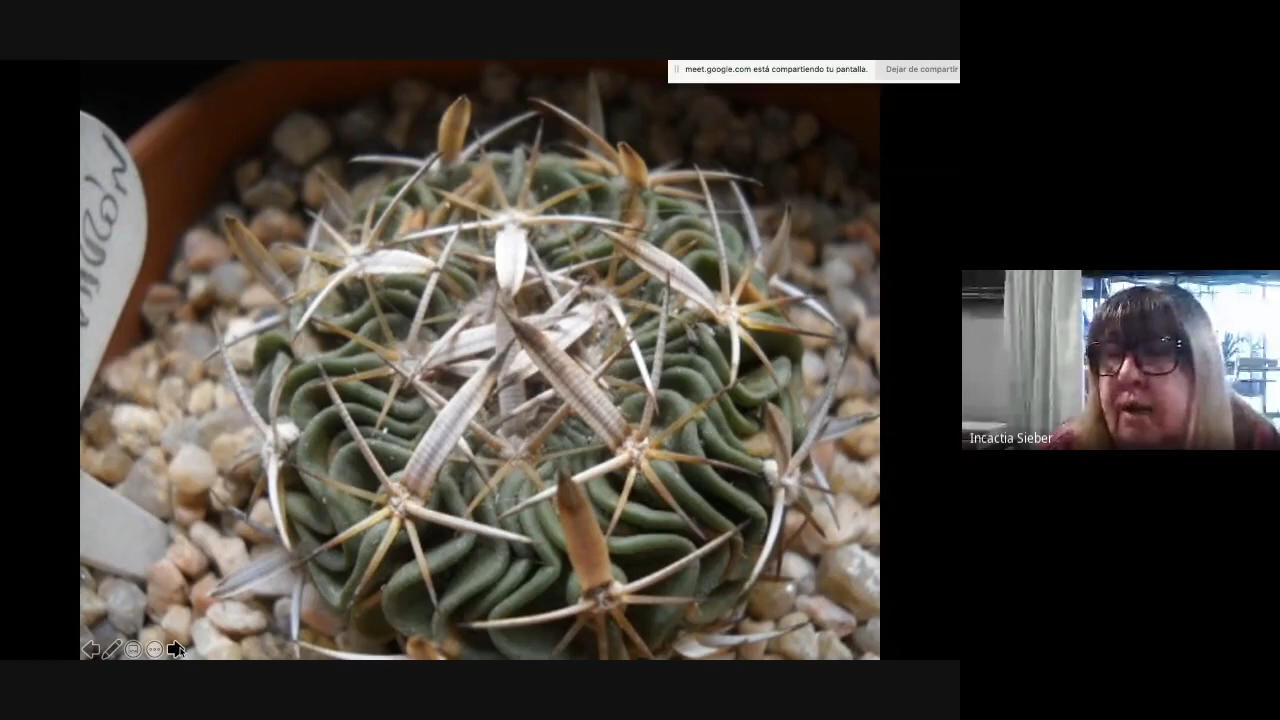 meet.google.com está compartiendo tu pantalla.
Dejar de compartir
Incactia Sieber